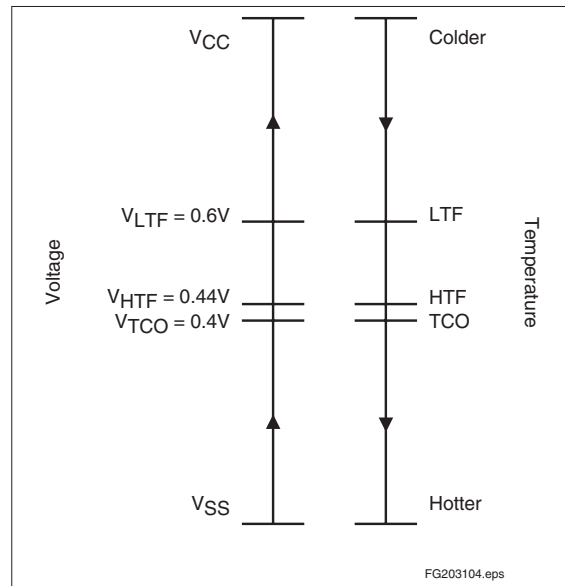 VCC
Colder
VLTF = 0.6V
LTF
Voltage
Temperature
VHTF = 0.44V
HTF
VTCO = 0.4V
TCO
VSS
Hotter
FG203104.eps